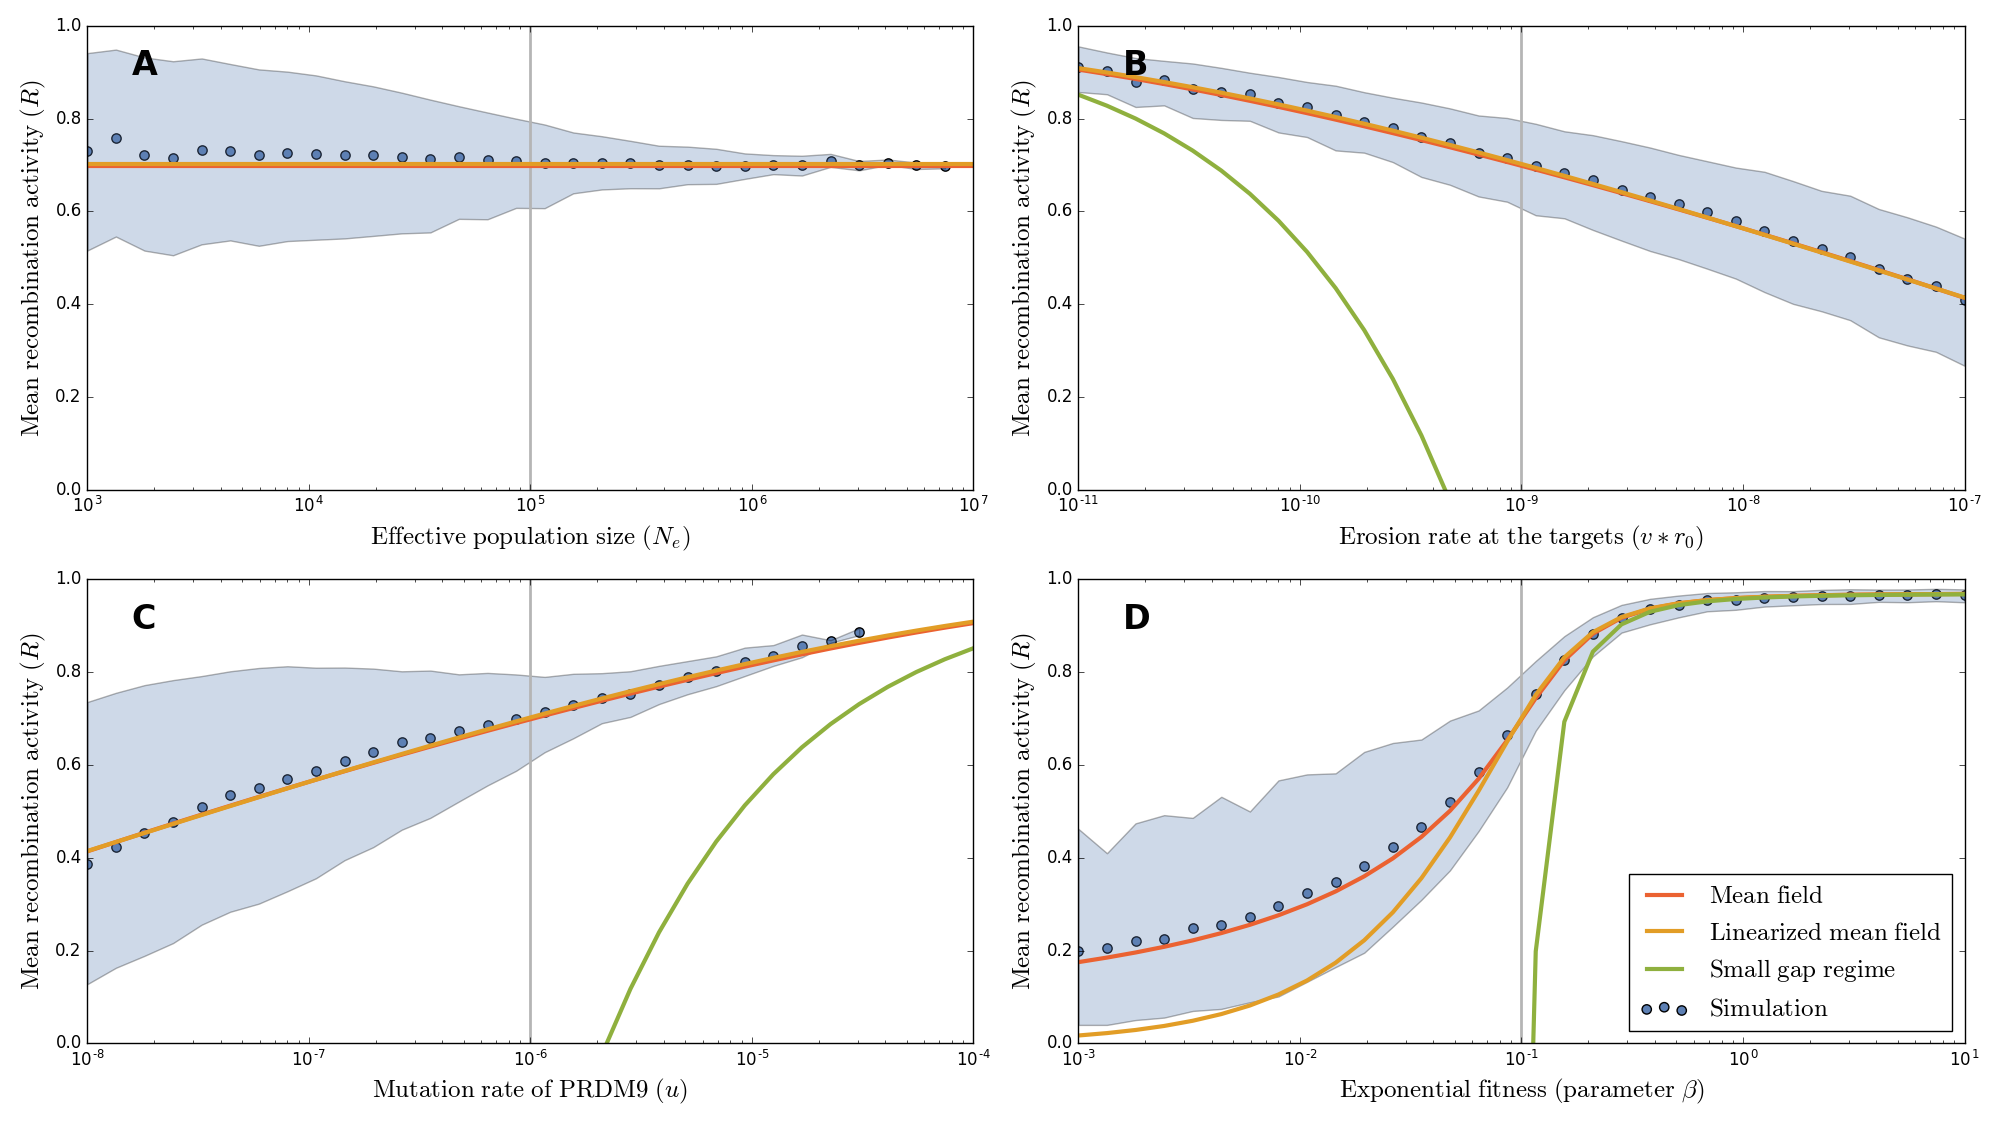 A
1.0
0.8
0.6
0.4
0.2
0.0
Mean recombination activity (R)
10^3 10^4 10^5 10^6 10^7
Effective population size (N_e)
B
1.0
0.8
0.6
0.4
0.2
0.0
Mean recombination activity (R)
10^-11 10^-10 10^-9 10^-8 10^-7
Erosion rate at the targets (v ∗ r_0)
C
1.0
0.8
0.6
0.4
0.2
0.0
Mean recombination activity (R)
10^-8 10^-7 10^-6 10^-5 10^-4
Mutation rate of PRDM9 (u)
D
1.0
0.8
0.6
0.4
0.2
0.0
Mean recombination activity (R)
10^-3 10^-2 10^-1 10^0 10^1
Exponential fitness (parameter β)
Mean field
Linearized mean field
Small gap regime
Simulation